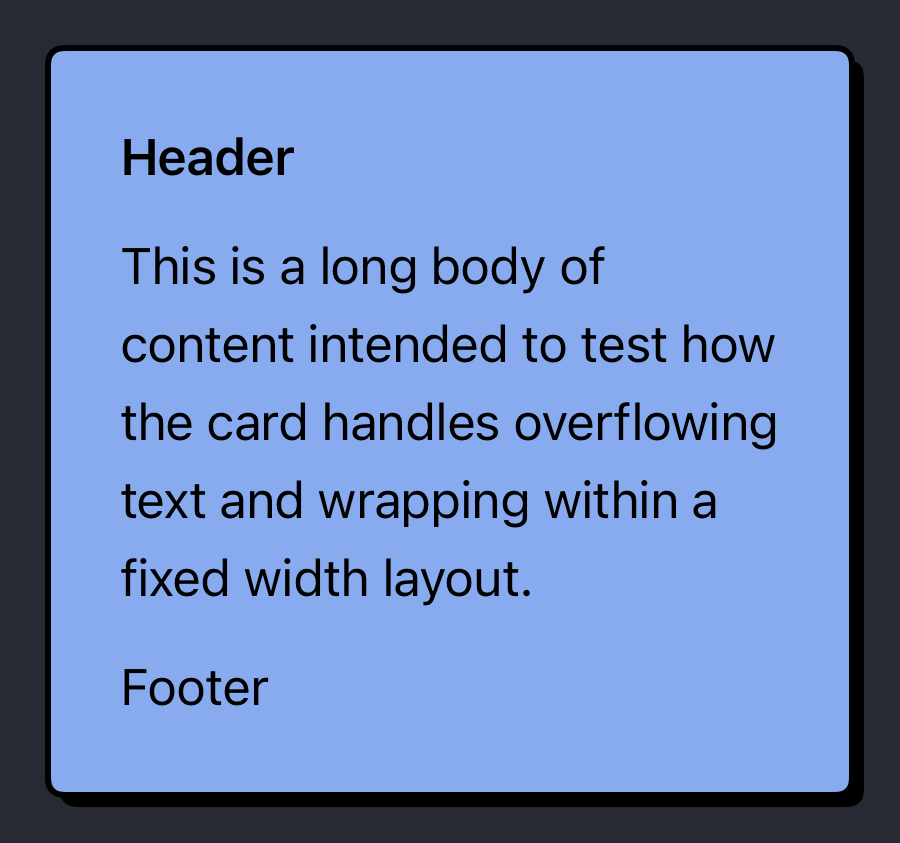 Header
This is a long body of
content intended to test how
the card handles overflowing
text and wrapping within a
fixed width layout.
Footer